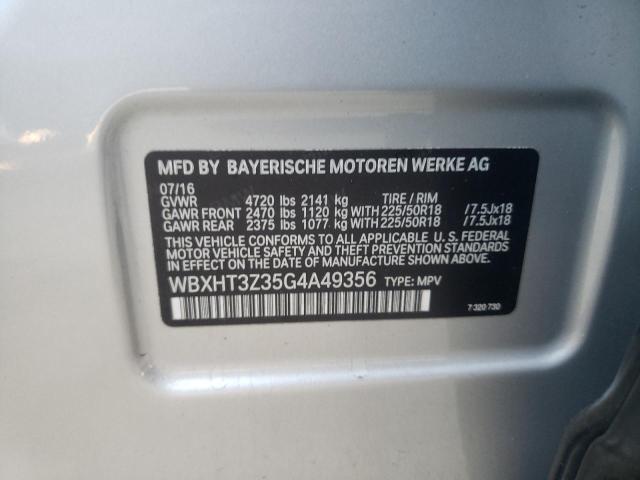 MFD BY BAYERISCHE MOTOREN WERKE AG
07/16
GVWR 4720 lbs 2141 kg TIRE / RIM
GAWR FRONT 2470 lbs 1120 kg WITH 225/50R18 /7.5Jx18
GAWR REAR 2375 lbs 1077 kg WITH 225/50R18 /7.5Jx18
THIS VEHICLE CONFORMS TO ALL APPLICABLE U. S. FEDERAL
MOTOR VEHICLE SAFETY AND THEFT PREVENTION STANDARDS
IN EFFECT ON THE DATE OF MANUFACTURE SHOWN ABOVE.
WBXHT3Z35G4A49356 TYPE: MPV
7 320 730